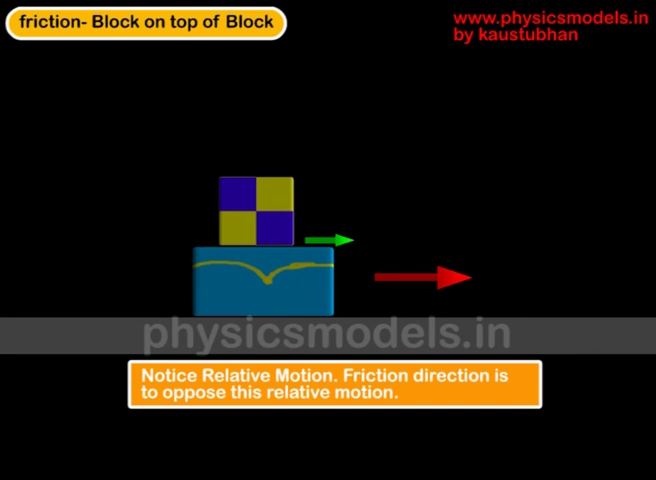 friction- Block on top of Block
www.physicsmodels.in
by kaustubhan
physicsmodels.in
Notice Relative Motion. Friction direction is
to oppose this relative motion.